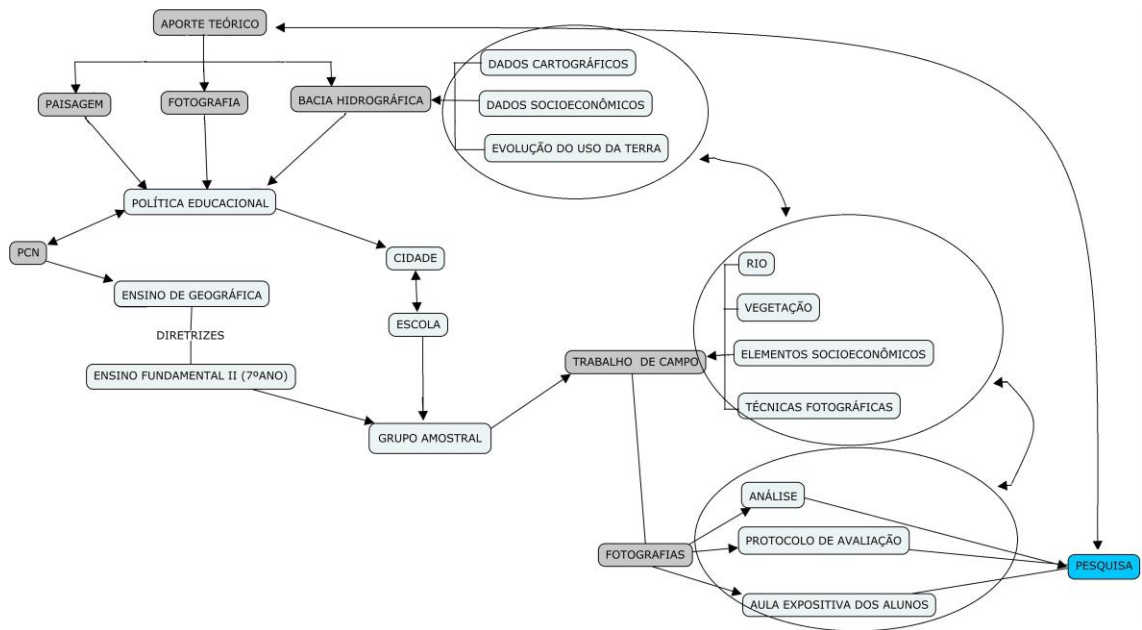 APORTE TEÓRICO
DADOS CARTOGRÁFICOS
PAISAGEM
FOTOGRAFIA
BACIA HIDROGRÁFICA
DADOS SOCIOECONÔMICOS
EVOLUÇÃO DO USO DA TERRA
POLÍTICA EDUCACIONAL
PCN
CIDADE
RIO
ENSINO DE GEOGRÁFICA
VEGETAÇÃO
ESCOLA
DIRETRIZES
TRABALHO DE CAMPO
ELEMENTOS SOCIOECONÔMICOS
ENSINO FUNDAMENTAL II (7ºANO)
TÉCNICAS FOTOGRÁFICAS
GRUPO AMOSTRAL
ANÁLISE
PROTOCOLO DE AVALIAÇÃO
FOTOGRAFIAS
PESQUISA
AULA EXPOSITIVA DOS ALUNOS